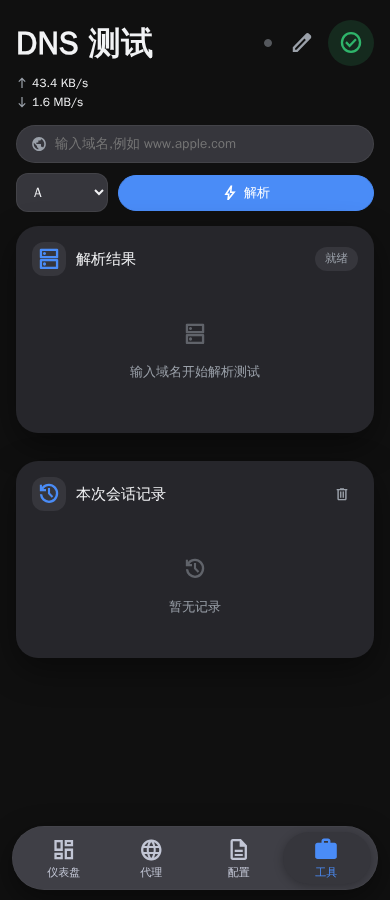 DNS 测试
↑ 43.4 KB/s
↓ 1.6 MB/s
输入域名,例如 www.apple.com
A
解析
解析结果
就绪
输入域名开始解析测试
本次会话记录
暂无记录
仪表盘
代理
配置
工具